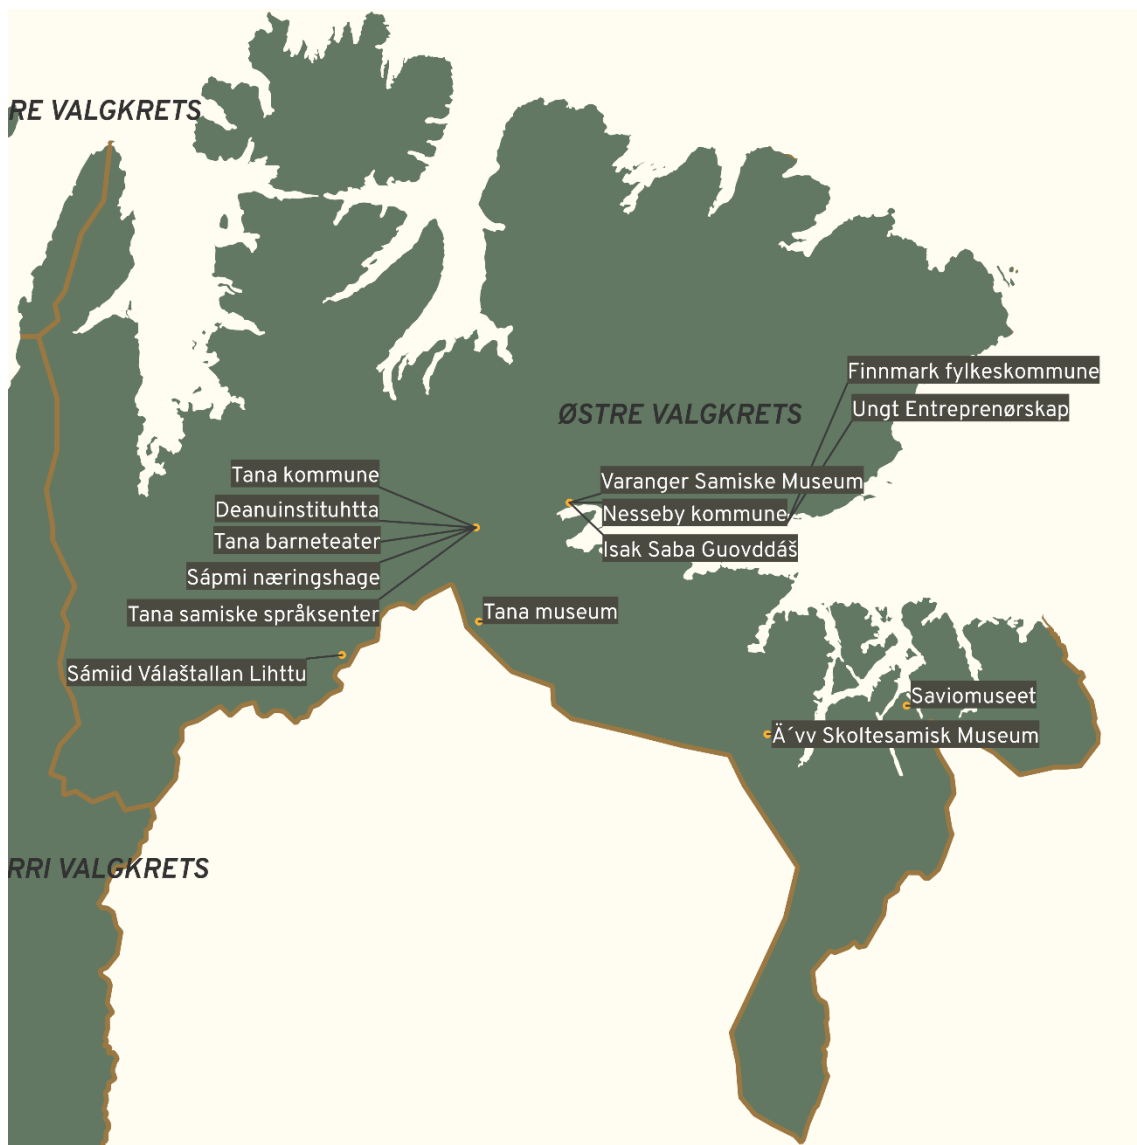 RE VALGKRETS
Finnmark fylkeskommune
Ungt Entreprenørskap
ØSTRE VALGKRETS
Tana kommune
Varanger Samiske Museum
Deanuinstituhtta
Nesseby kommune
Tana barneteater
Isak Saba Guovddáš
Sápmi næringshage
Tana samiske språksenter
Tana museum
Sámiid Válaštallan Lihttu
Saviomuseet
Ä´vv Skoltesamisk Museum
RRI VALGKRETS